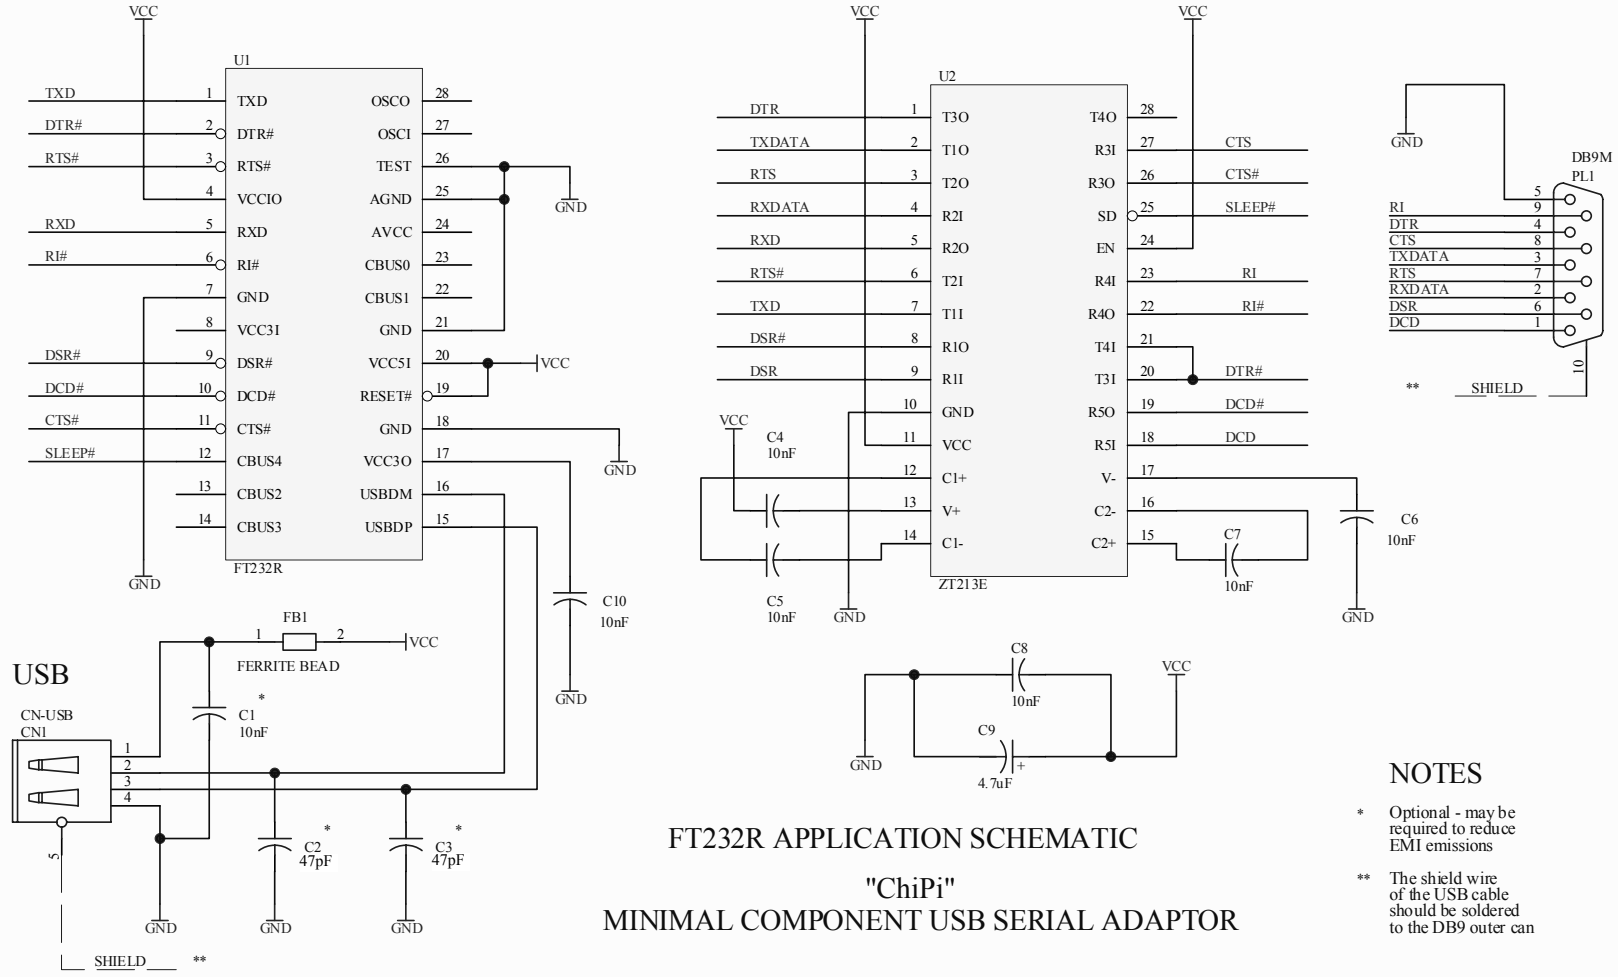 VCC
U1
TXD 1 TXD OSCO 28
DTR# 2 DTR# OSCI 27
RTS# 3 RTS# TEST 26
4 VCCIO AGND 25
GND
RXD 5 RXD AVCC 24
RI# 6 RI# CBUS0 23
7 GND CBUS1 22
8 VCC3I GND 21
DSR# 9 DSR# VCC5I 20 VCC
DCD# 10 DCD# RESET# 19
CTS# 11 CTS# GND 18
SLEEP# 12 CBUS4 VCC3O 17
GND
13 CBUS2 USBDM 16
14 CBUS3 USBDP 15
FT232R
GND
C10
10nF
GND
FB1
1 2 VCC
FERRITE BEAD
USB
CN-USB
CN1
*
C1
10nF
1
2
3
4
5
*
C2
47pF
*
C3
47pF
GND
GND
GND
SHIELD **
VCC
VCC
U2
DTR 1 T3O T4O 28
TXDATA 2 T1O R3I 27 CTS
RTS 3 T2O R3O 26 CTS#
RXDATA 4 R2I SD 25 SLEEP#
RXD 5 R2O EN 24
RTS# 6 T2I R4I 23 RI
TXD 7 T1I R4O 22 RI#
DSR# 8 R1O T4I 21
DSR 9 R1I T3I 20 DTR#
10 GND R5O 19 DCD#
11 VCC R5I 18 DCD
12 C1+ V- 17
13 V+ C2- 16
14 C1- C2+ 15
ZT213E
VCC
C4
10nF
C5
10nF
GND
C7
10nF
C6
10nF
GND
C8
10nF
VCC
C9
+
4.7uF
GND
GND
DB9M
PL1
5
RI 9
DTR 4
CTS 8
TXDATA 3
RTS 7
RXDATA 2
DSR 6
DCD 1
10
** SHIELD
FT232R APPLICATION SCHEMATIC
"ChiPi"
MINIMAL COMPONENT USB SERIAL ADAPTOR
NOTES
* Optional - may be
required to reduce
EMI emissions
** The shield wire
of the USB cable
should be soldered
to the DB9 outer can